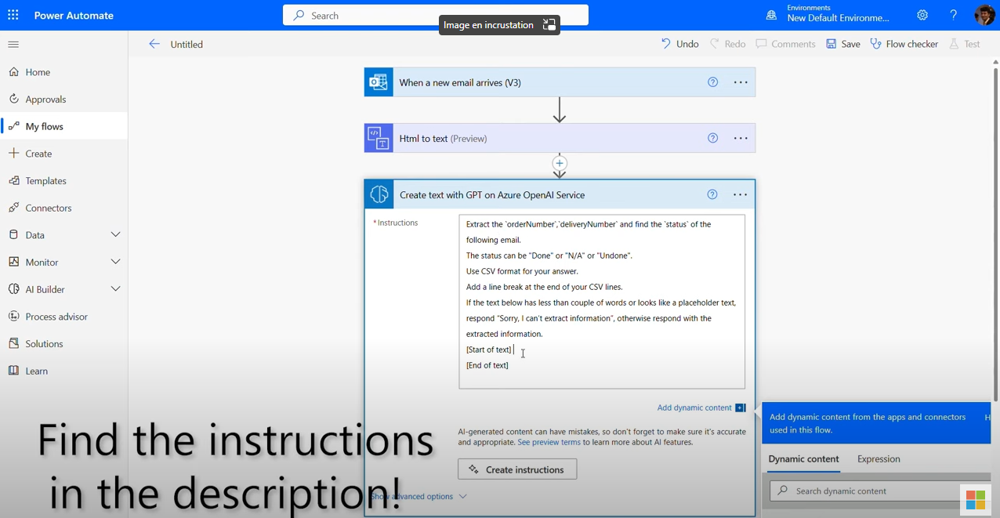 Power Automate
Search
Image en incrustation
Environments
New Default Environme...
Untitled
Undo
Redo
Comments
Save
Flow checker
Test
Home
Approvals
My flows
Create
Templates
Connectors
Data
Monitor
AI Builder
Process advisor
Solutions
Learn
When a new email arrives (V3)
Html to text (Preview)
Create text with GPT on Azure OpenAI Service
* Instructions
Extract the `orderNumber`,`deliveryNumber` and find the `status` of the
following email.
The status can be "Done" or "N/A" or "Undone".
Use CSV format for your answer.
Add a line break at the end of your CSV lines.
If the text below has less than couple of words or looks like a placeholder text,
respond "Sorry, I can't extract information", otherwise respond with the
extracted information.
[Start of text]
[End of text]
Add dynamic content
AI-generated content can have mistakes, so don't forget to make sure it's accurate
and appropriate. See preview terms to learn more about AI features.
Create instructions
Show advanced options
Add dynamic content from the apps and connectors
used in this flow.
H
Dynamic content
Expression
Search dynamic content
Find the instructions
in the description!